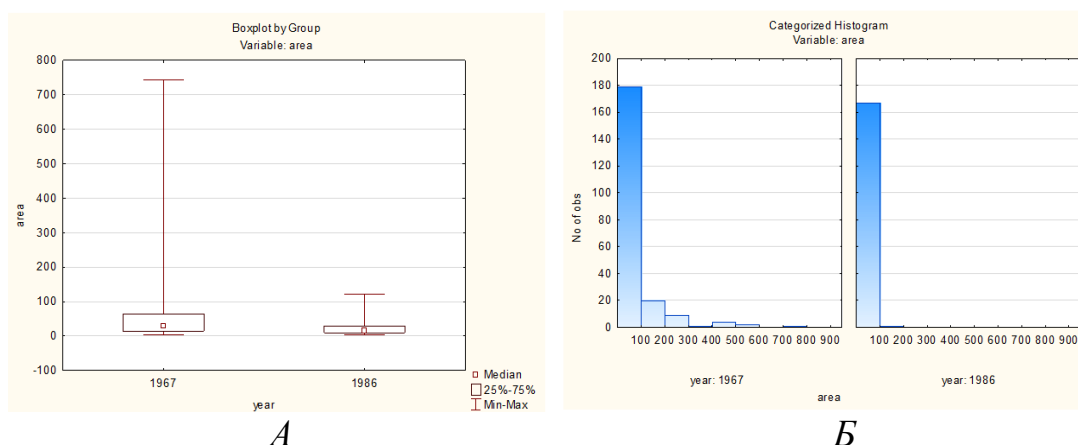 Boxplot by Group
Variable: area
800
700
600
500
400
300
200
100
0
-100
area
1967
1986
year
Median
25%-75%
Min-Max
А
Categorized Histogram
Variable: area
200
180
160
140
120
100
80
60
40
20
0
No of obs
100 200 300 400 500 600 700 800 900
100 200 300 400 500 600 700 800 900
year: 1967
year: 1986
area
Б